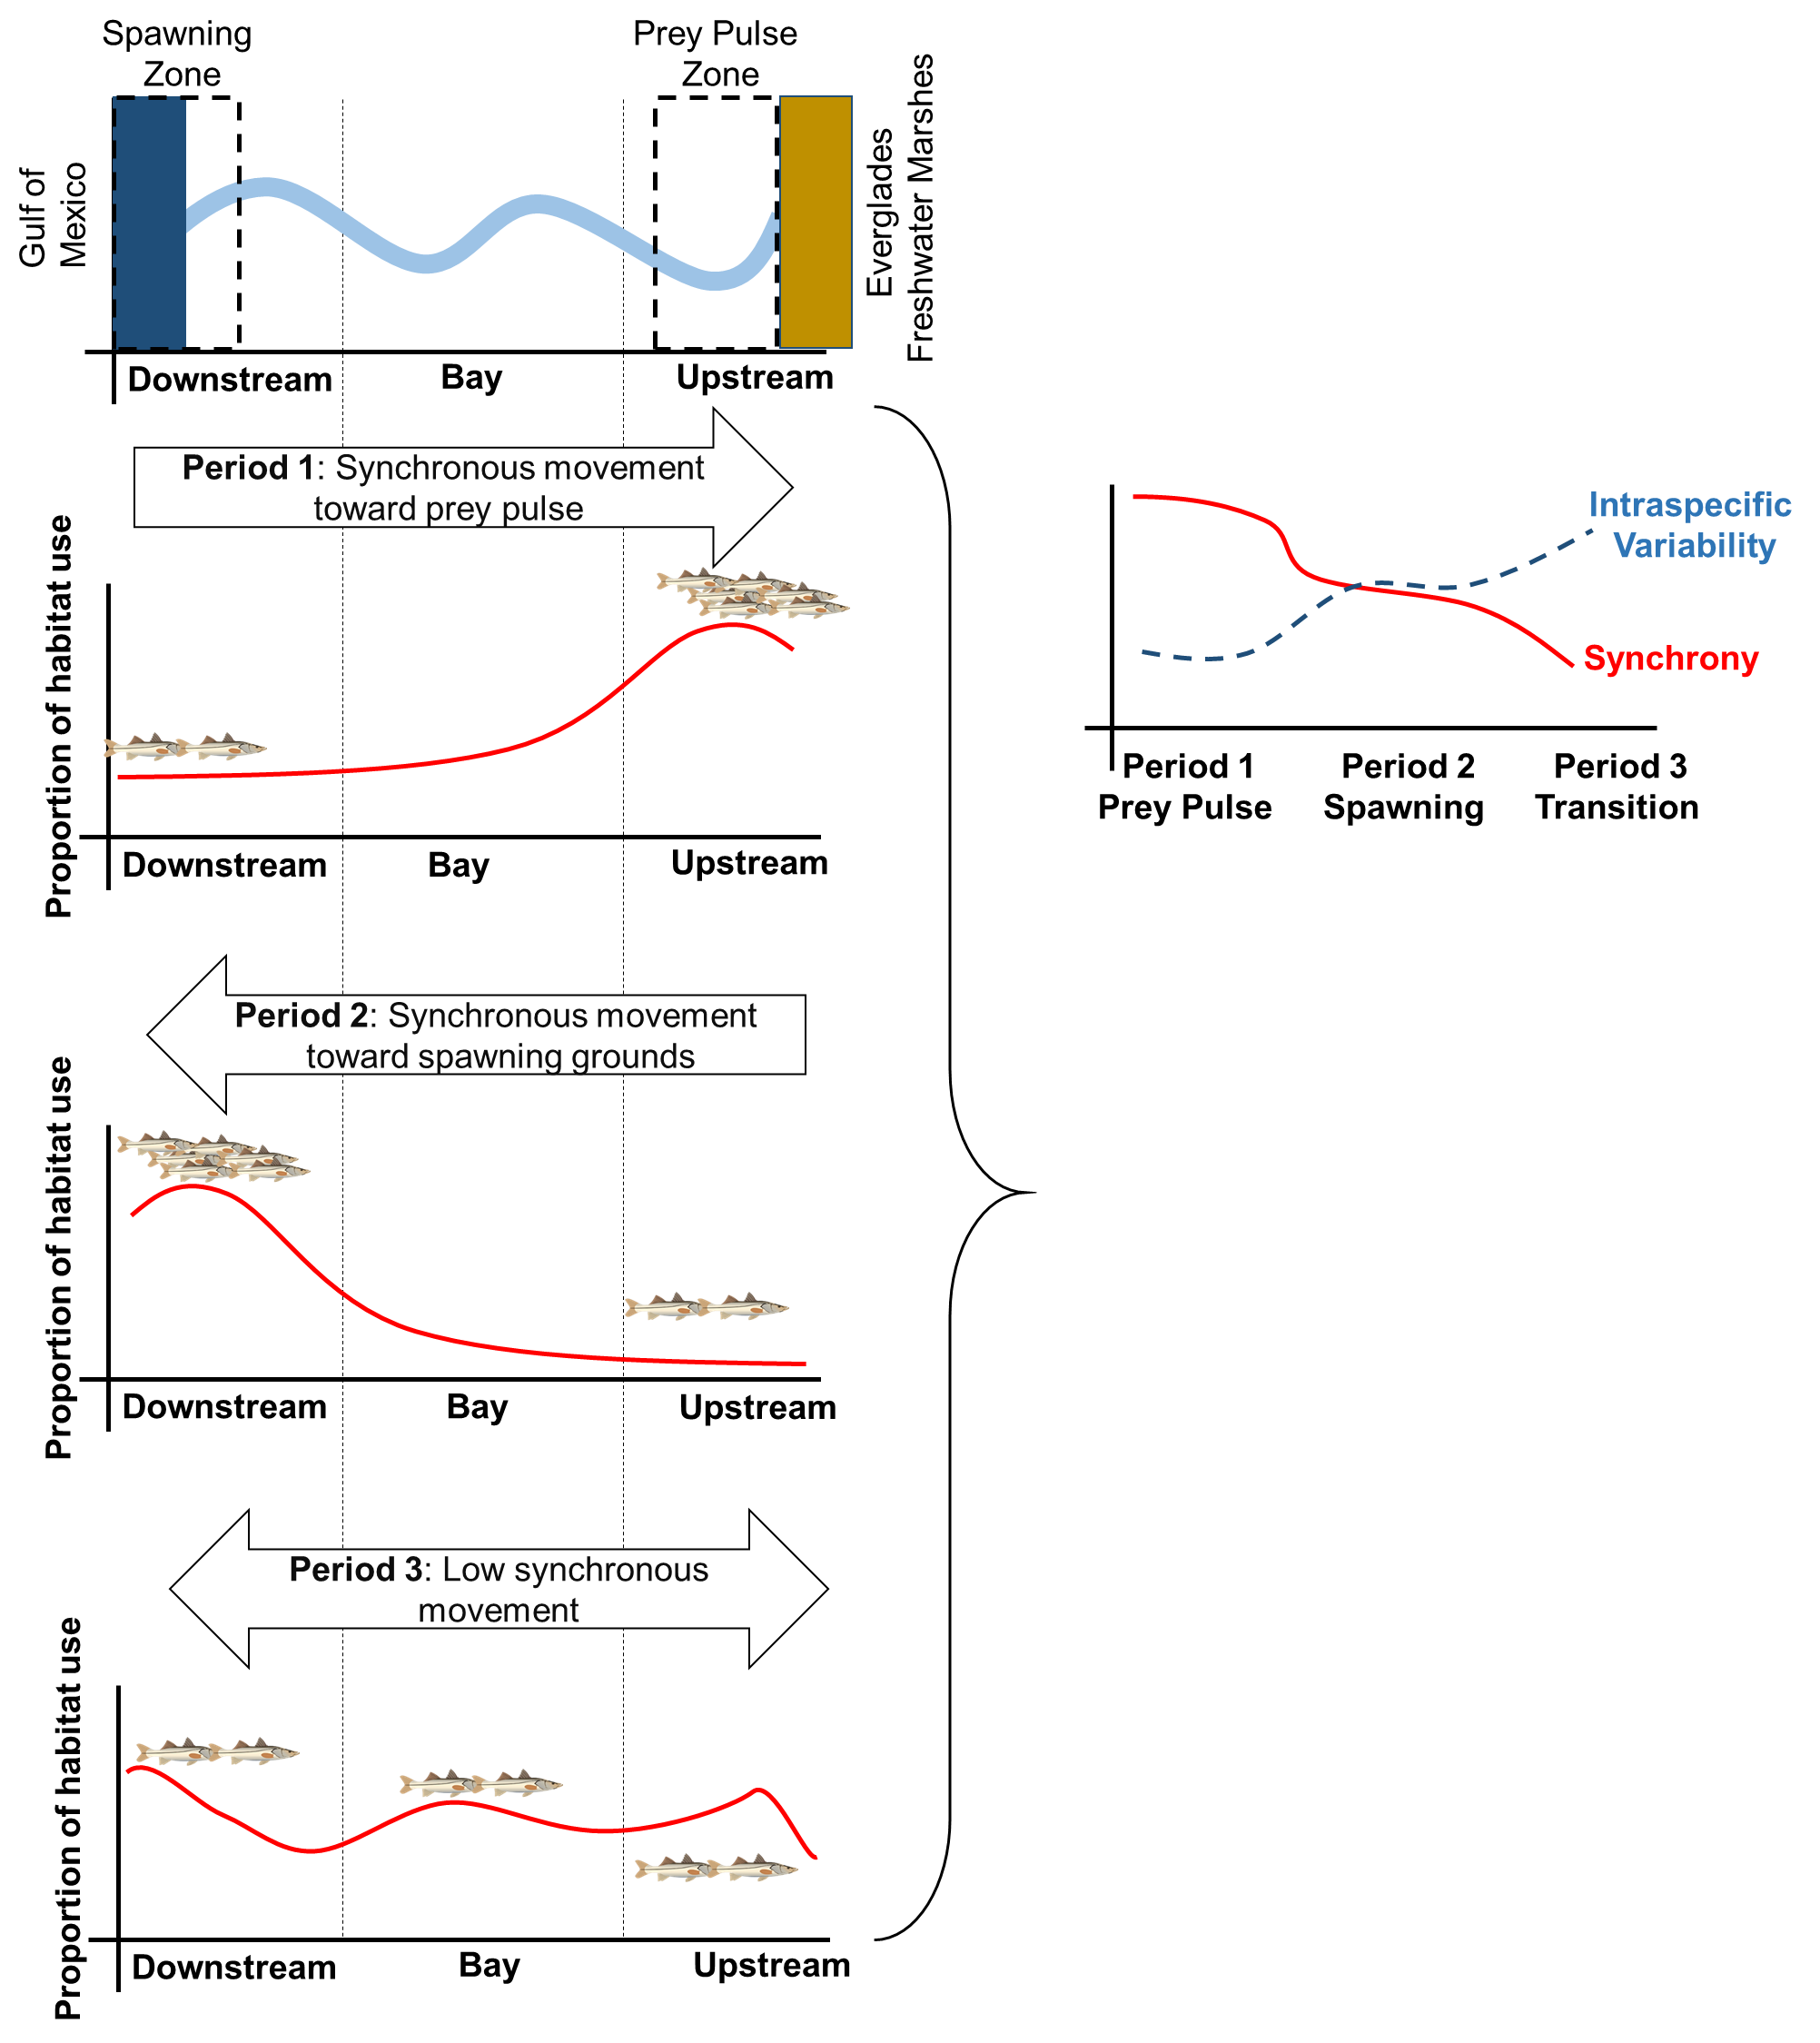 Spawning
Zone
Prey Pulse
Zone
Gulf of
Mexico
Everglades
Freshwater Marshes
Downstream
Bay
Upstream
Period 1: Synchronous movement
toward prey pulse
Proportion of habitat use
Downstream
Bay
Upstream
Period 2: Synchronous movement
toward spawning grounds
Proportion of habitat use
Downstream
Bay
Upstream
Period 3: Low synchronous
movement
Proportion of habitat use
Downstream
Bay
Upstream
Intraspecific
Variability
Synchrony
Period 1
Prey Pulse
Period 2
Spawning
Period 3
Transition